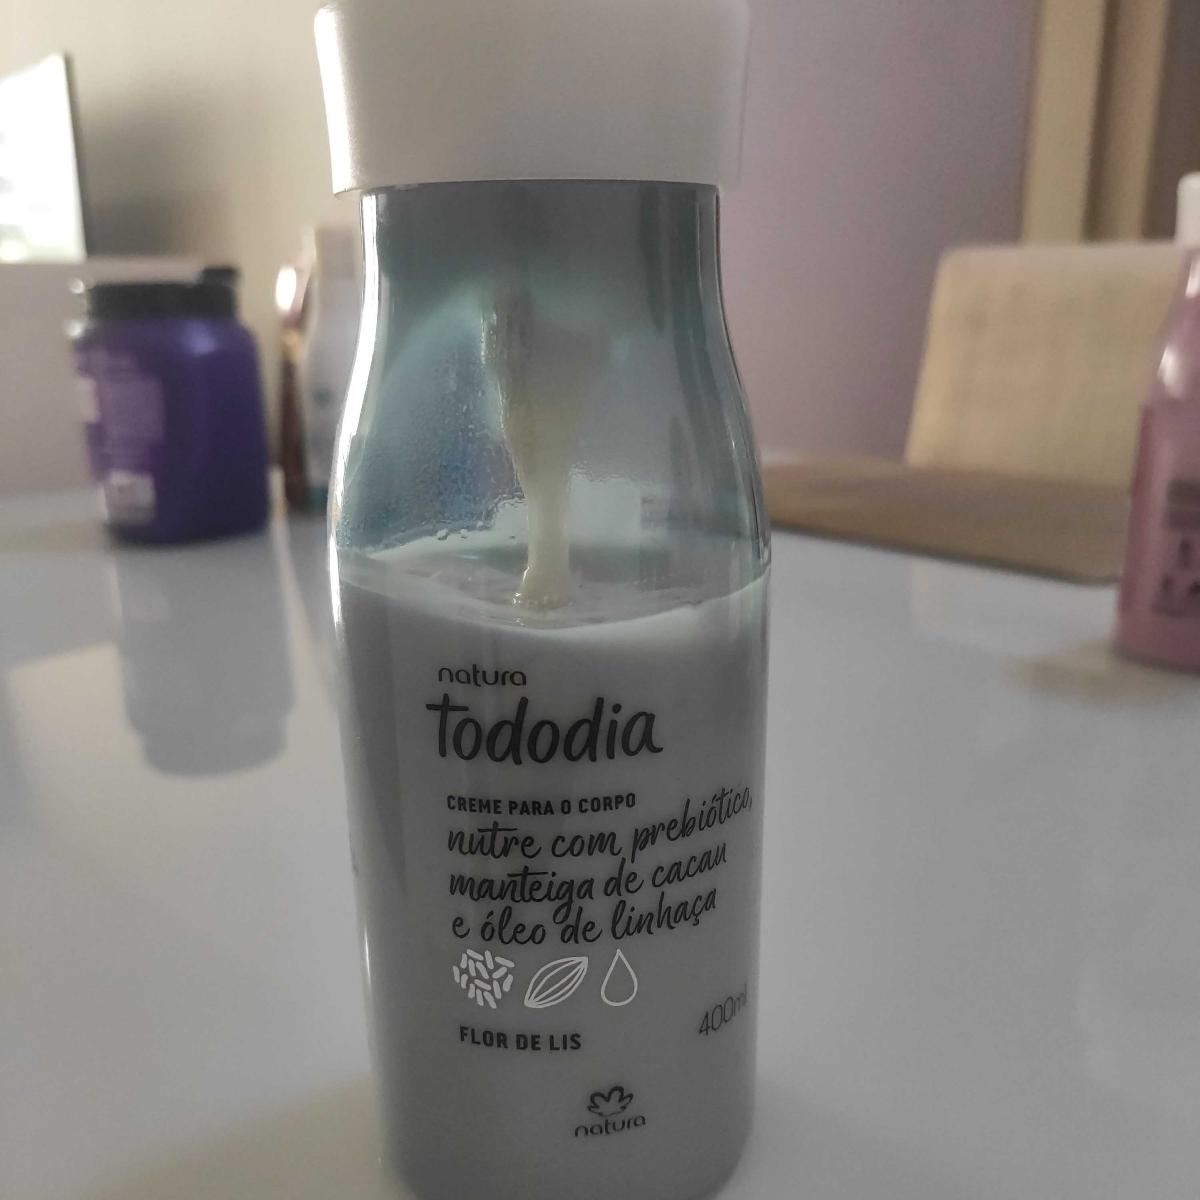 natura
tododia
CREME PARA O CORPO
nutre com prebiótico,
manteiga de cacau
e óleo de linhaça
FLOR DE LIS
400ml
natura